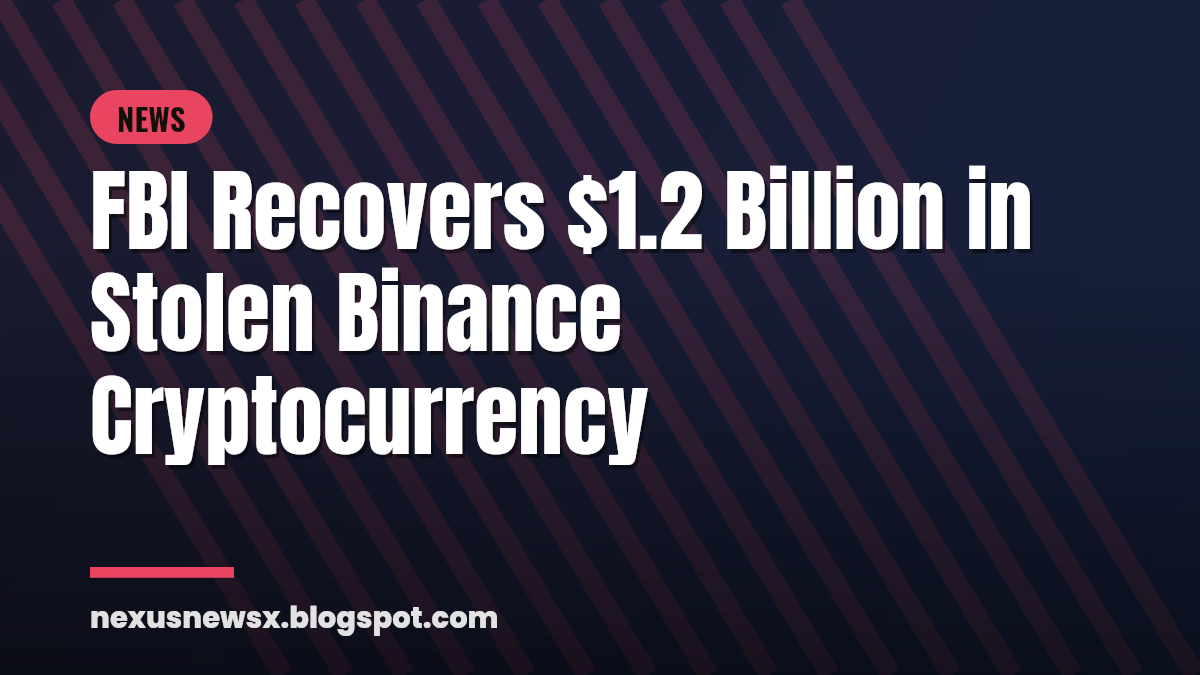 NEWS
FBI Recovers $1.2 Billion in
Stolen Binance
Cryptocurrency
nexusnewsx.blogspot.com